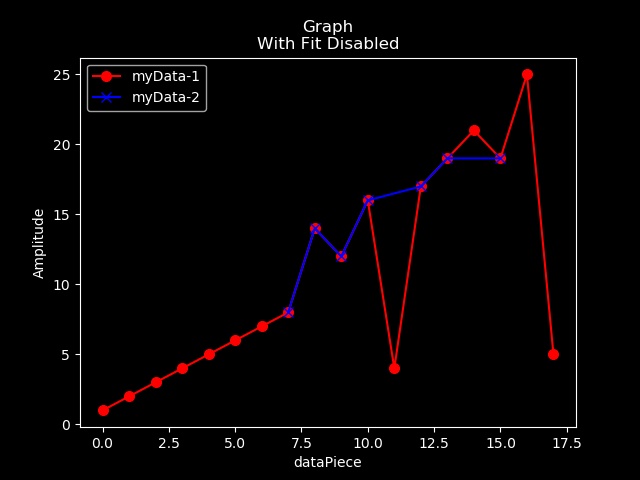 Graph
With Fit Disabled
myData-1
myData-2
Amplitude
25
20
15
10
5
0
0.0 2.5 5.0 7.5 10.0 12.5 15.0 17.5
dataPiece